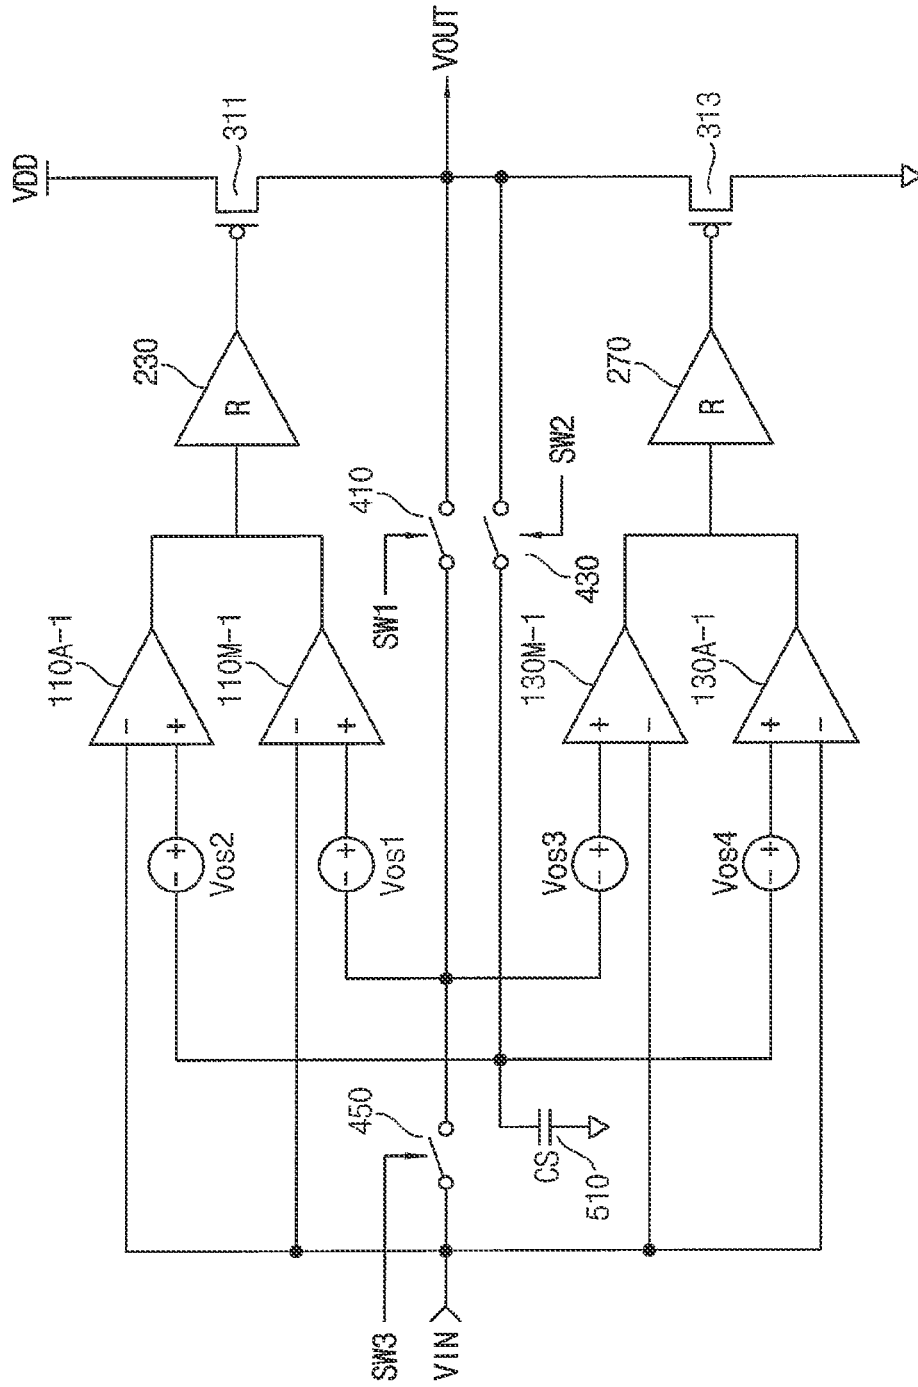 VDD
311
VOUT
313
230
R
270
R
410
SW1
SW2
430
110A-1
- +
110M-1
- +
130M-1
+ -
130A-1
+ -
Vos2
- +
Vos1
- +
Vos3
- +
Vos4
- +
450
SW3
CS
510
VIN